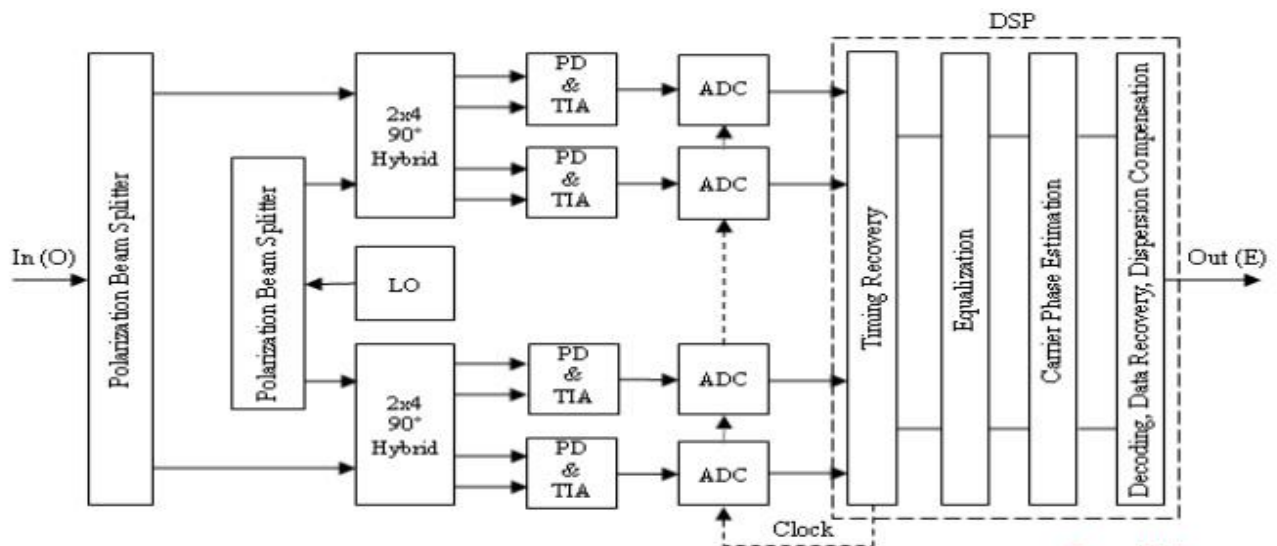 DSP
In (O)
Polarization Beam Splitter
Polarization Beam Splitter
2x4
90°
Hybrid
LO
2x4
90°
Hybrid
PD
&
TIA
PD
&
TIA
PD
&
TIA
PD
&
TIA
ADC
ADC
ADC
ADC
Clock
Timing Recovery
Equalization
Carrier Phase Estimation
Decoding, Data Recovery, Dispersion Compensation
Out (E)